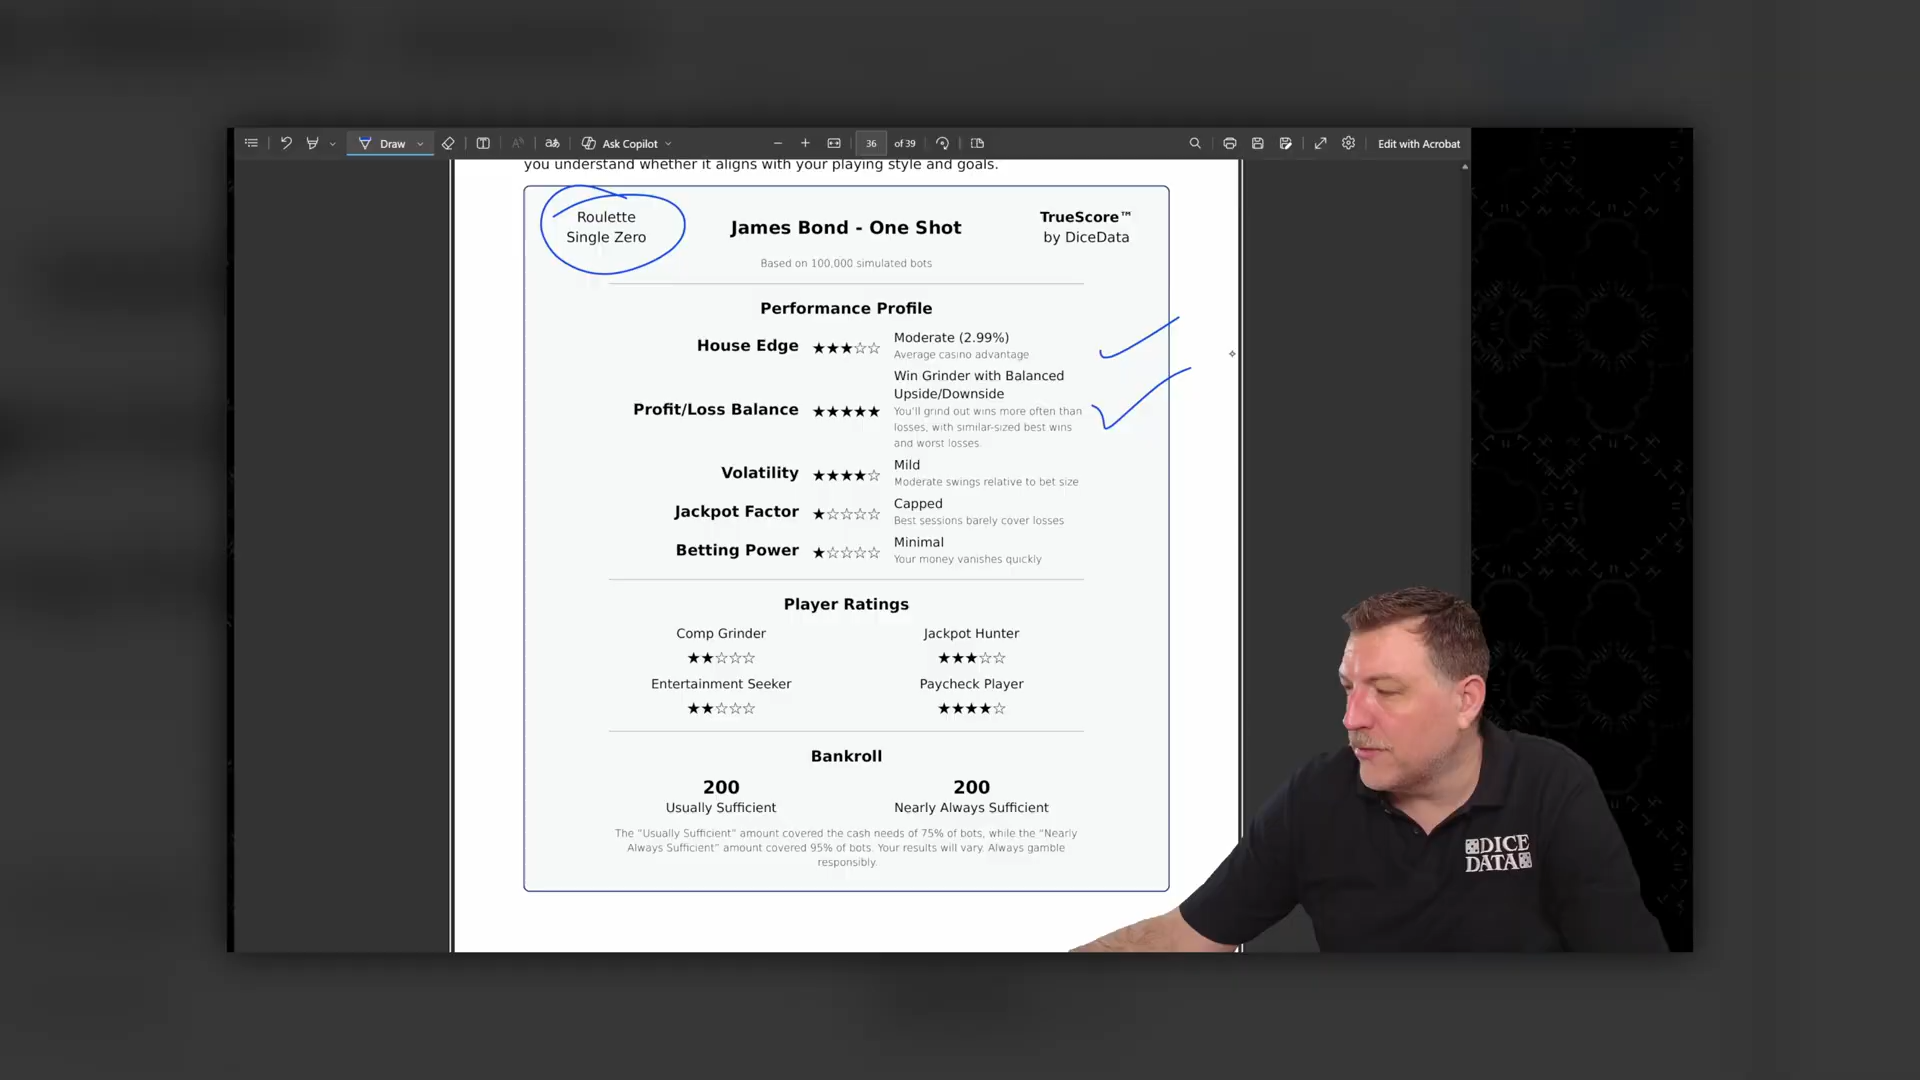 Draw
Ask Copilot
36 of 39
Edit with Acrobat
you understand whether it aligns with your playing style and goals.
Roulette
Single Zero
James Bond - One Shot
TrueScore™
by DiceData
Based on 100,000 simulated bots
Performance Profile
House Edge ★★★☆☆ Moderate (2.99%)
Average casino advantage
Profit/Loss Balance ★★★★★ Win Grinder with Balanced
Upside/Downside
You'll grind out wins more often than
losses, with similar-sized best wins
and worst losses.
Volatility ★★★★☆ Mild
Moderate swings relative to bet size
Jackpot Factor ★☆☆☆☆ Capped
Best sessions barely cover losses
Betting Power ★☆☆☆☆ Minimal
Your money vanishes quickly
Player Ratings
Comp Grinder
★★☆☆☆
Jackpot Hunter
★★★☆☆
Entertainment Seeker
★★☆☆☆
Paycheck Player
★★★★☆
Bankroll
200
Usually Sufficient
200
Nearly Always Sufficient
The "Usually Sufficient" amount covered the cash needs of 75% of bots, while the "Nearly
Always Sufficient" amount covered 95% of bots. Your results will vary. Always gamble
responsibly.
DICE
DATA